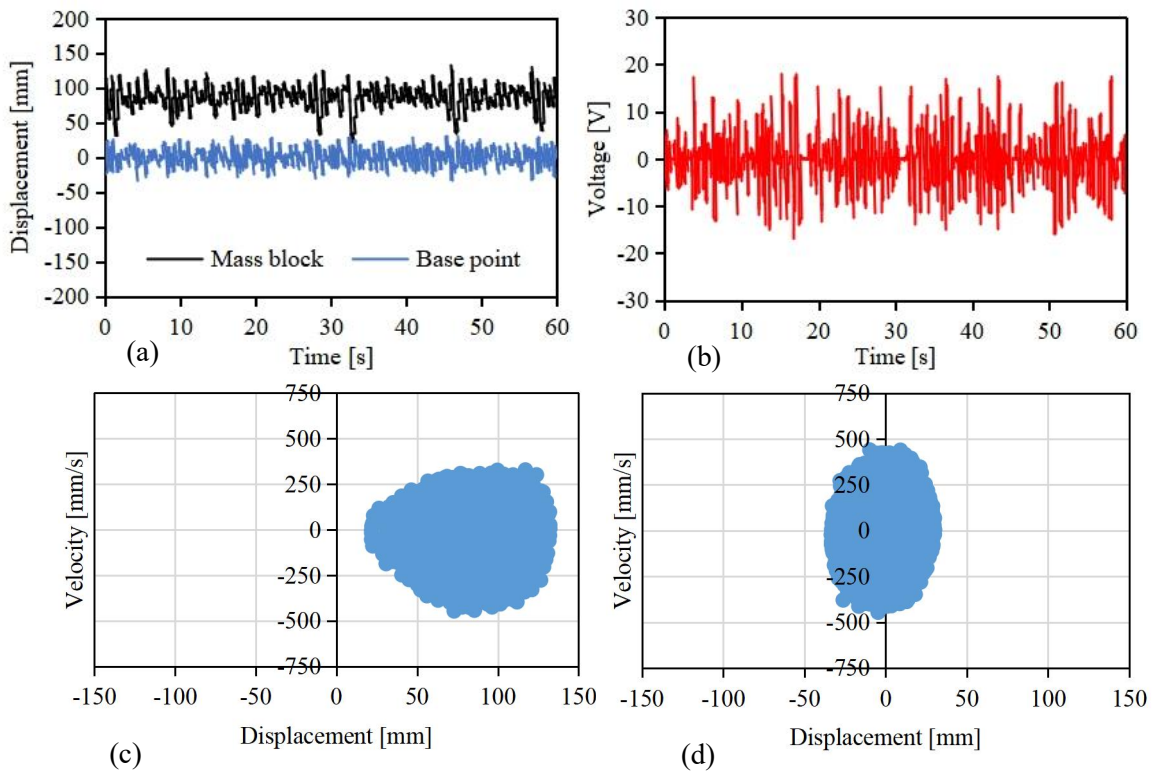 200
150
100
50
0
-50
-100
-150
-200
Displacement [mm]
Mass block
Base point
0 10 20 30 40 50 60
Time [s]
(a)
30
20
10
0
-10
-20
-30
Voltage [V]
0 10 20 30 40 50 60
Time [s]
(b)
750
500
250
0
-250
-500
-750
Velocity [mm/s]
-150 -100 -50 0 50 100 150
Displacement [mm]
(c)
750
500
250
0
-250
-500
-750
Velocity [mm/s]
-150 -100 -50 0 50 100 150
Displacement [mm]
(d)